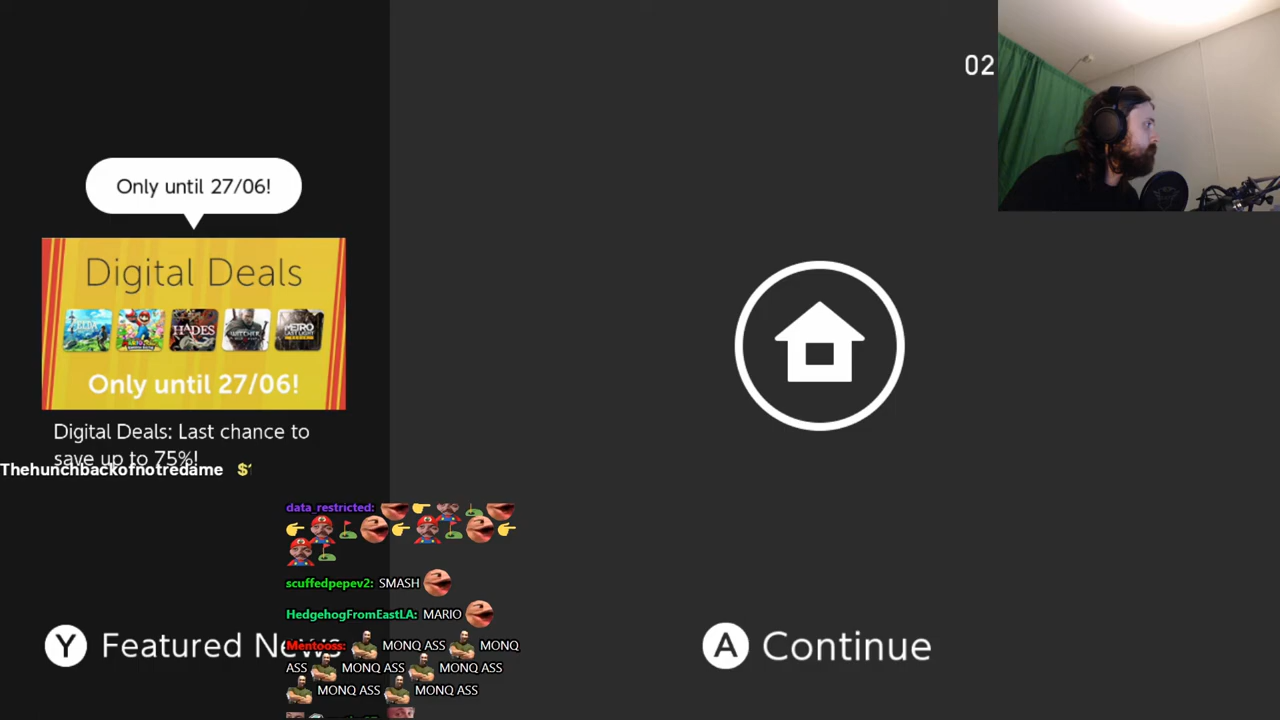 02
Only until 27/06!
Digital Deals
HADES
WITCHER
METRO
Only until 27/06!
Digital Deals: Last chance to
save up to 75%!
Thehunchbackofnotredame
data_restricted:
scuffedpepev2: SMASH
HedgehogFromEastLA: MARIO
Mentooss: MONQ ASS MONQ
ASS MONQ ASS MONQ ASS
MONQ ASS MONQ ASS
Y Featured News
A Continue